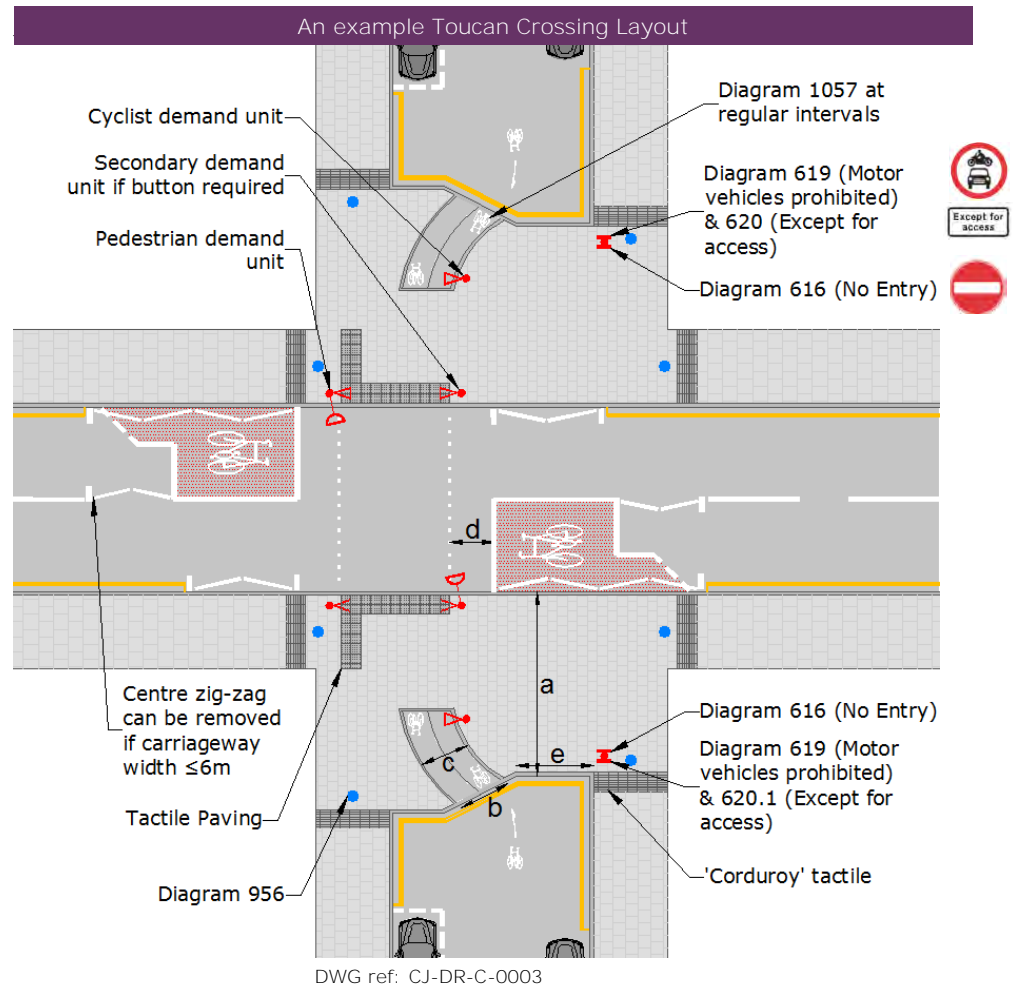 An example Toucan Crossing Layout
Cyclist demand unit
Secondary demand
unit if button required
Pedestrian demand
unit
Diagram 1057 at
regular intervals
Diagram 619 (Motor
vehicles prohibited)
& 620 (Except for
access)
Except for
access
Diagram 616 (No Entry)
d
a
e
c
b
Centre zig-zag
can be removed
if carriageway
width ≤6m
Tactile Paving
Diagram 956
Diagram 616 (No Entry)
Diagram 619 (Motor
vehicles prohibited)
& 620.1 (Except for
access)
'Corduroy' tactile
DWG ref: CJ-DR-C-0003